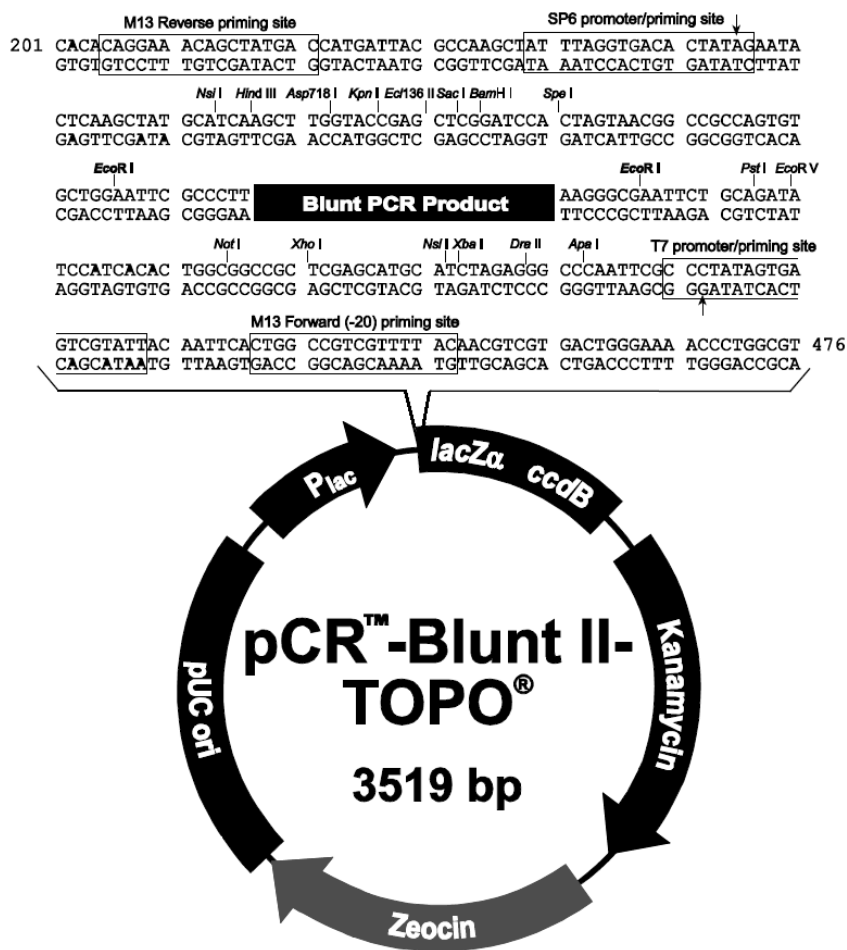 M13 Reverse priming site SP6 promoter/priming site
201 CACACAGGAA ACAGCTATGAC CATGATTAC GCCAAGCTAT TTAGGTGACA CTATAGAATA
GTGTGTCCTT TGTCGATACTG GTACTAATG CGGTTCGATA AATCCACTGT GATATCTTAT
Nsi I Hind III Asp718 I Kpn I Ecl136 II Sac I BamH I Spe I
CTCAAGCTAT GCATCAAGCT TGGTACCGAG CTCGGATCCA CTAGTAACGG CCGCCAGTGT
GAGTTCGATA CGTAGTTCGA ACCATGGCTC GAGCCTAGGT GATCATTGCC GGCGGTCACA
EcoR I EcoR I Pst I EcoR V
GCTGGAATTC GCCCTT Blunt PCR Product AAGGGCGAATTCT GCAGATA
CGACCTTAAG CGGGAA TTCCCGCTTAAGA CGTCTAT
Not I Xho I Nsi I Xba I Dra II Apa I T7 promoter/priming site
TCCATCACAC TGGCGGCCGC TCGAGCATGC ATCTAGAGGG CCCAATTCGC CCTATAGTGA
AGGTAGTGTG ACCGCCGGCG AGCTCGTACG TAGATCTCCC GGGTTAAGCG GGATATCACT
M13 Forward (-20) priming site
GTCGTATTAC AATTCACTGG CCGTCGTTTT ACAACGTCGT GACTGGGAAA ACCCTGGCGT 476
CAGCATAATG TTAAGTGACC GGCAGCAAAA TGTTGCAGCA CTGACCCTTT TGGGACCGCA
Plac
lacZα ccdB
pCR™-Blunt II-
TOPO®
3519 bp
Kanamycin
pUC ori
Zeocin